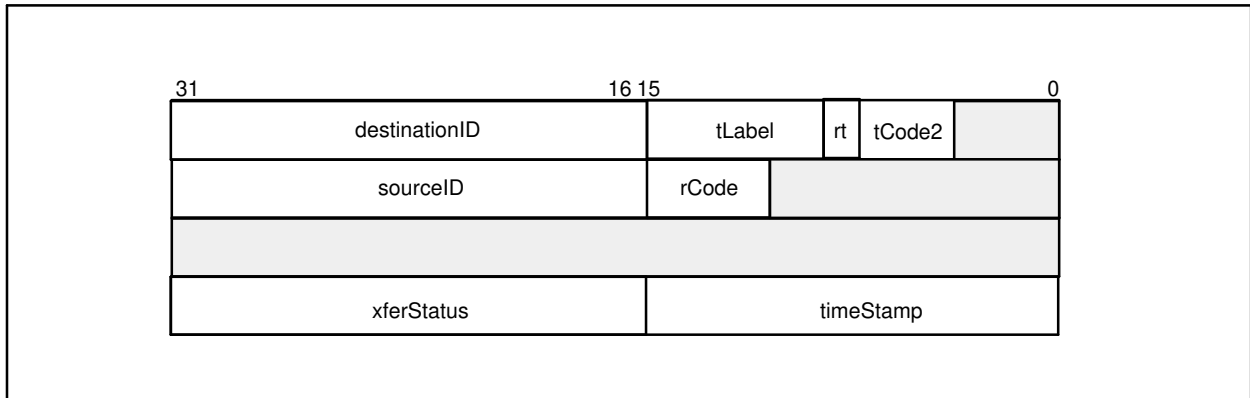 31 16 15 0
destinationID tLabel rt tCode2
sourceID rCode
xferStatus timeStamp